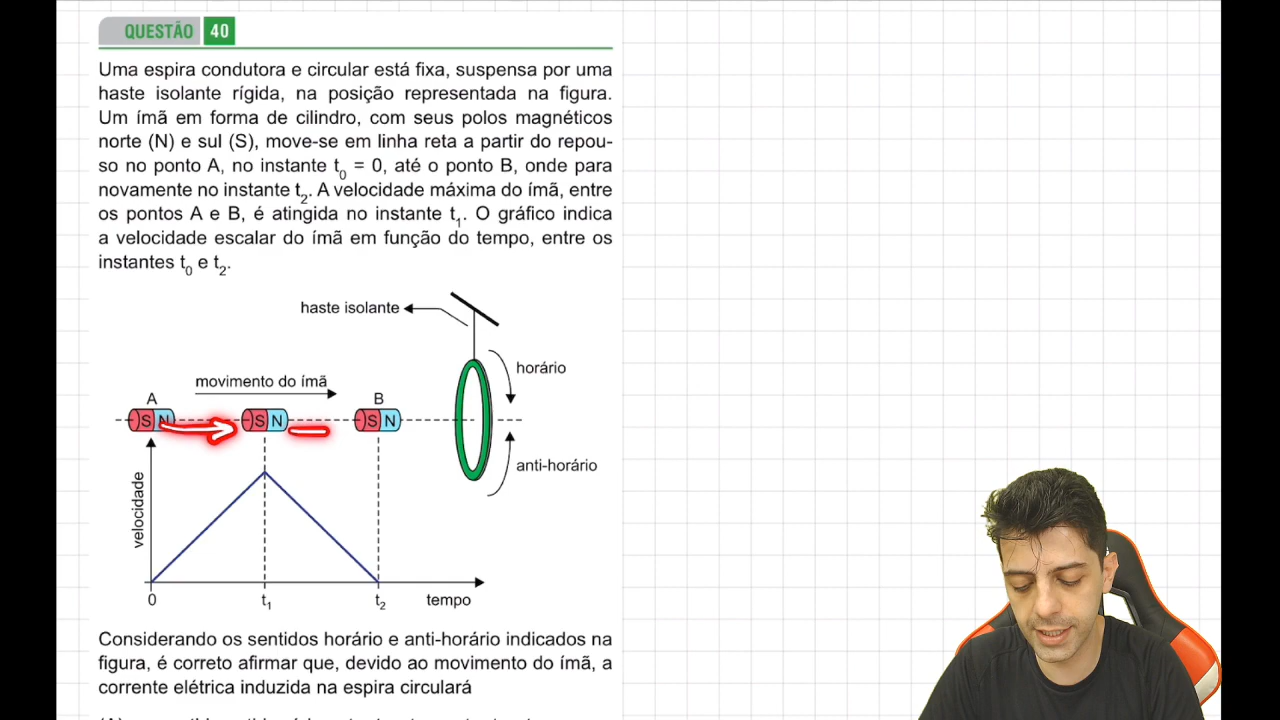 QUESTÃO 40
Uma espira condutora e circular está fixa, suspensa por uma
haste isolante rígida, na posição representada na figura.
Um ímã em forma de cilindro, com seus polos magnéticos
norte (N) e sul (S), move-se em linha reta a partir do repou-
so no ponto A, no instante t0 = 0, até o ponto B, onde para
novamente no instante t2. A velocidade máxima do ímã, entre
os pontos A e B, é atingida no instante t1. O gráfico indica
a velocidade escalar do ímã em função do tempo, entre os
instantes t0 e t2.
haste isolante
horário
movimento do ímã
A
B
S N
S N
S N
anti-horário
velocidade
0
t1
t2
tempo
Considerando os sentidos horário e anti-horário indicados na
figura, é correto afirmar que, devido ao movimento do ímã, a
corrente elétrica induzida na espira circulará